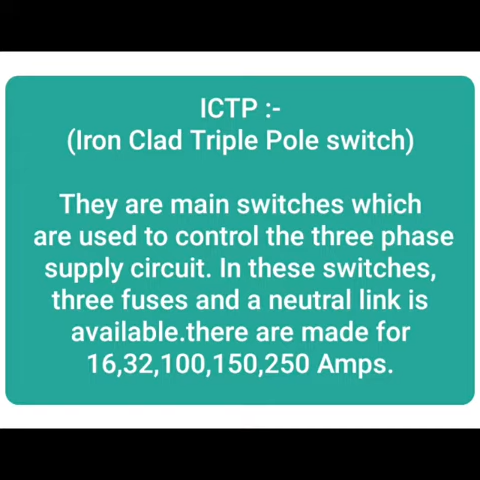 ICTP :-
(Iron Clad Triple Pole switch)
They are main switches which
are used to control the three phase
supply circuit. In these switches,
three fuses and a neutral link is
available.there are made for
16,32,100,150,250 Amps.